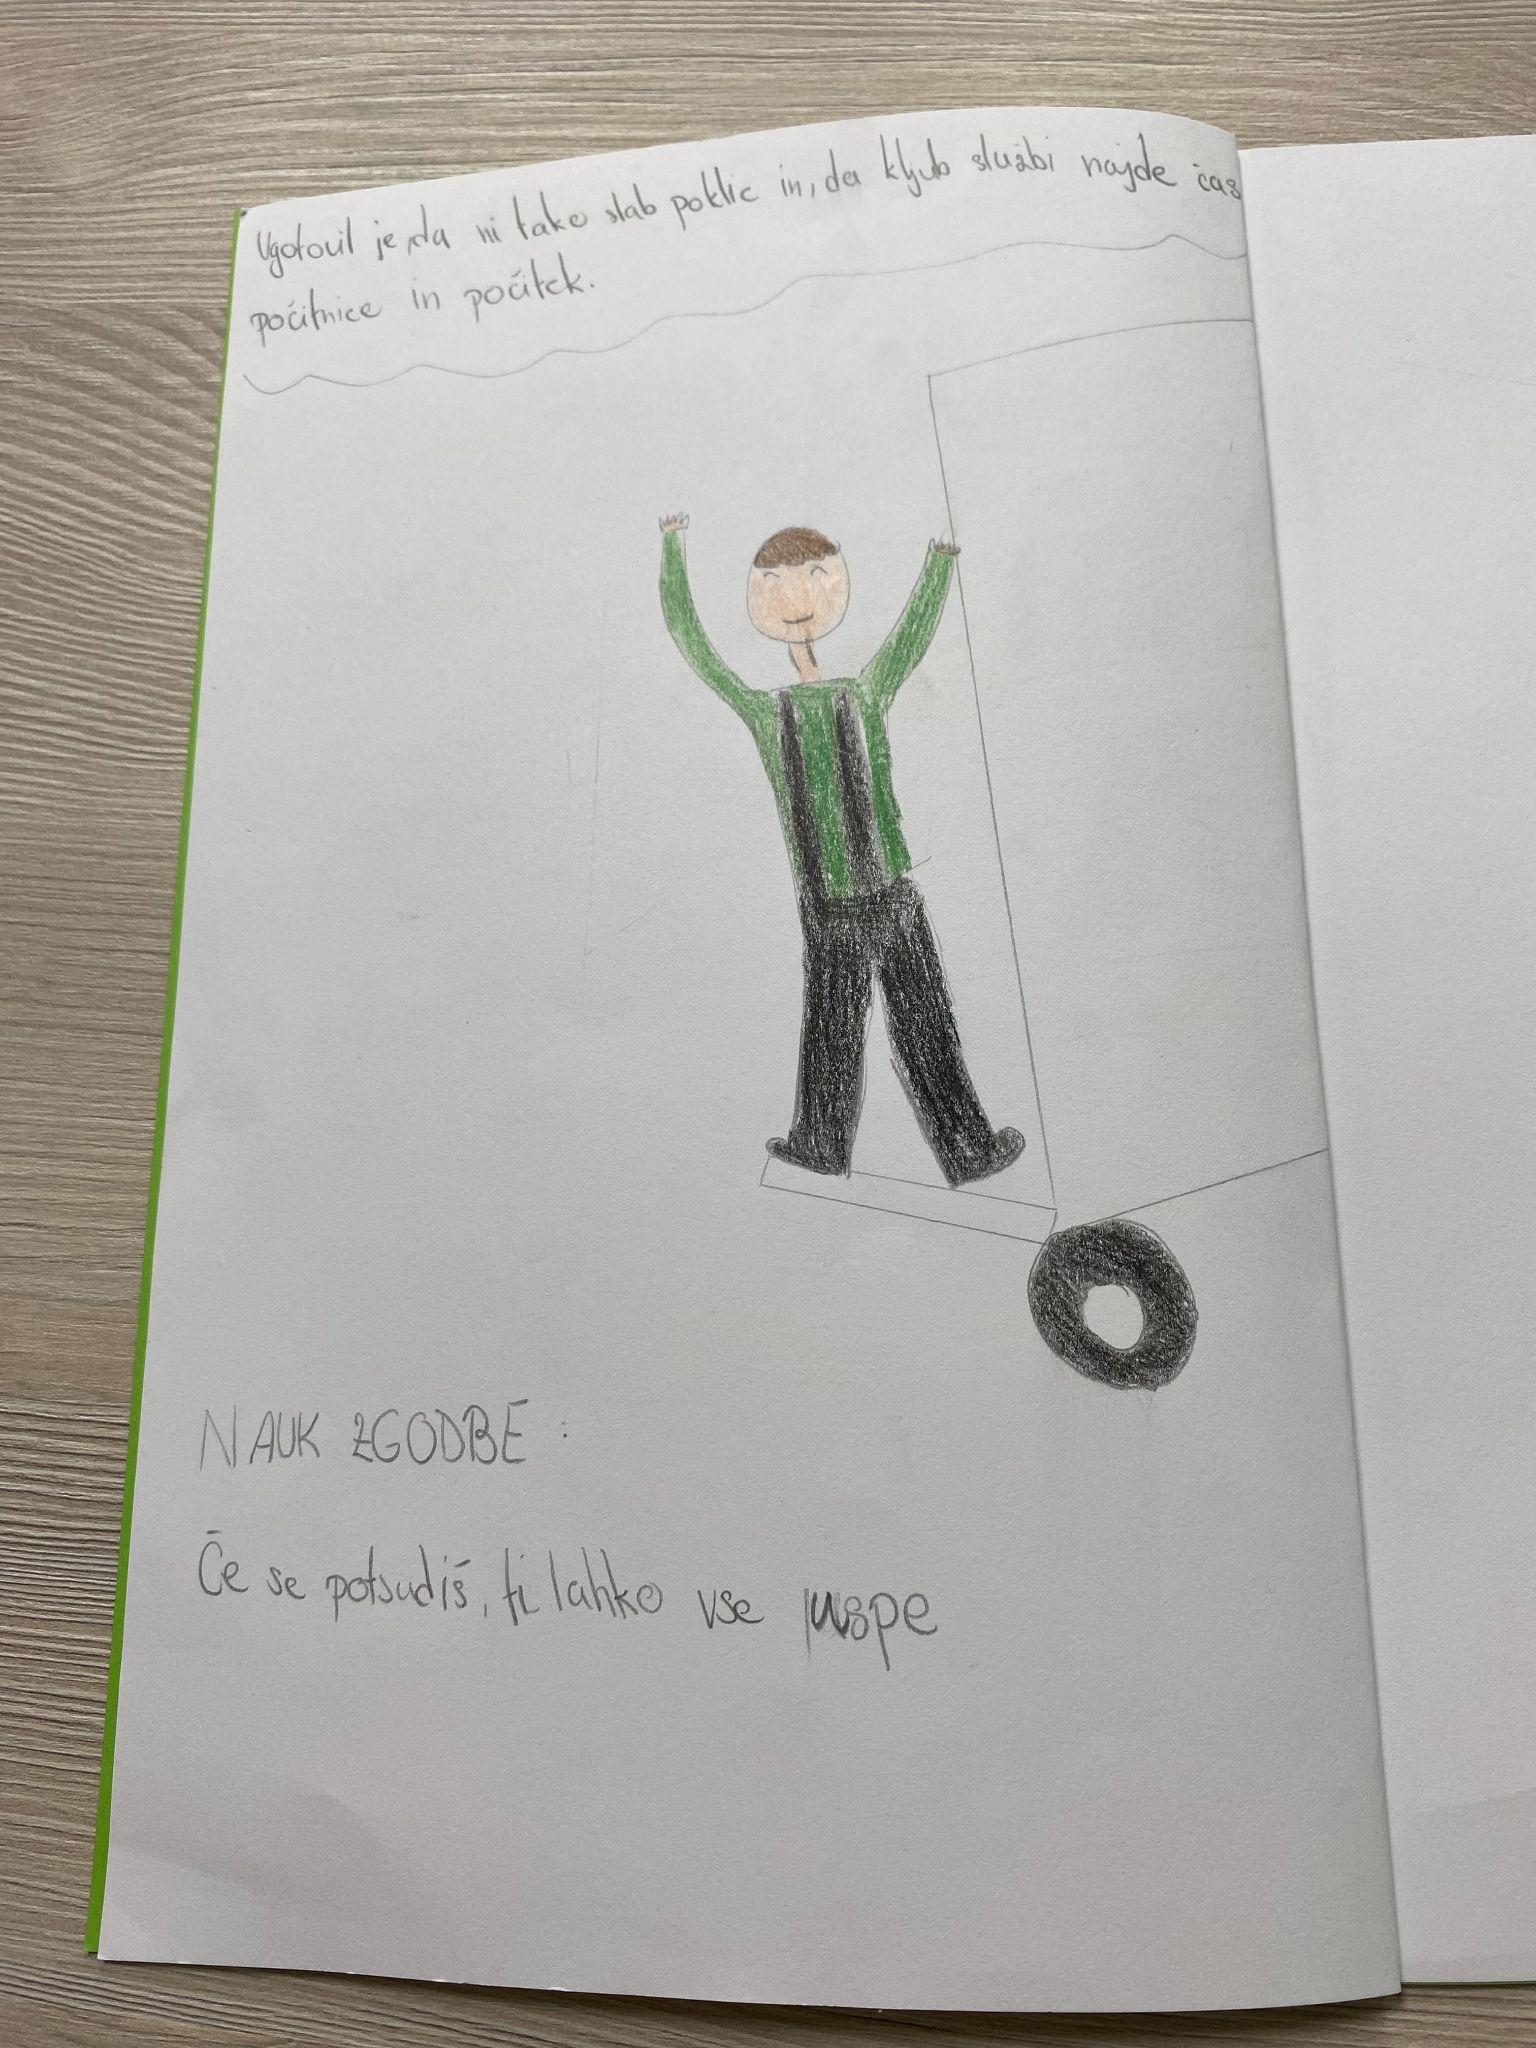 Ugotovil je, da ni tako slab poklic in, da kljub službi najde čas
počitnice in počitek.
NAUK ZGODBE:
Če se potsudiš, ti lahko vse uspe